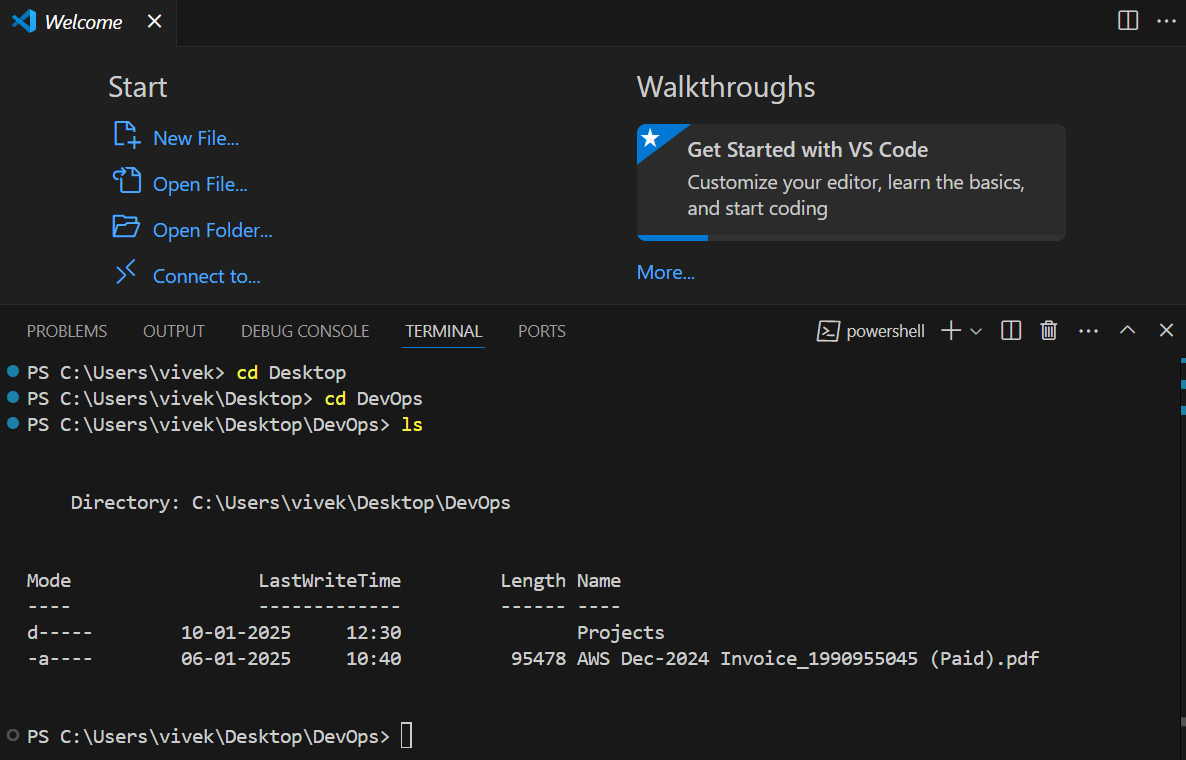 Welcome
Start
New File...
Open File...
Open Folder...
Connect to...
Walkthroughs
Get Started with VS Code
Customize your editor, learn the basics,
and start coding
More...
PROBLEMS OUTPUT DEBUG CONSOLE TERMINAL PORTS powershell
PS C:\Users\vivek> cd Desktop
PS C:\Users\vivek\Desktop> cd DevOps
PS C:\Users\vivek\Desktop\DevOps> ls
Directory: C:\Users\vivek\Desktop\DevOps
Mode LastWriteTime Length Name
---- ------------- ------ ----
d----- 10-01-2025 12:30 Projects
-a---- 06-01-2025 10:40 95478 AWS Dec-2024 Invoice_1990955045 (Paid).pdf
PS C:\Users\vivek\Desktop\DevOps>